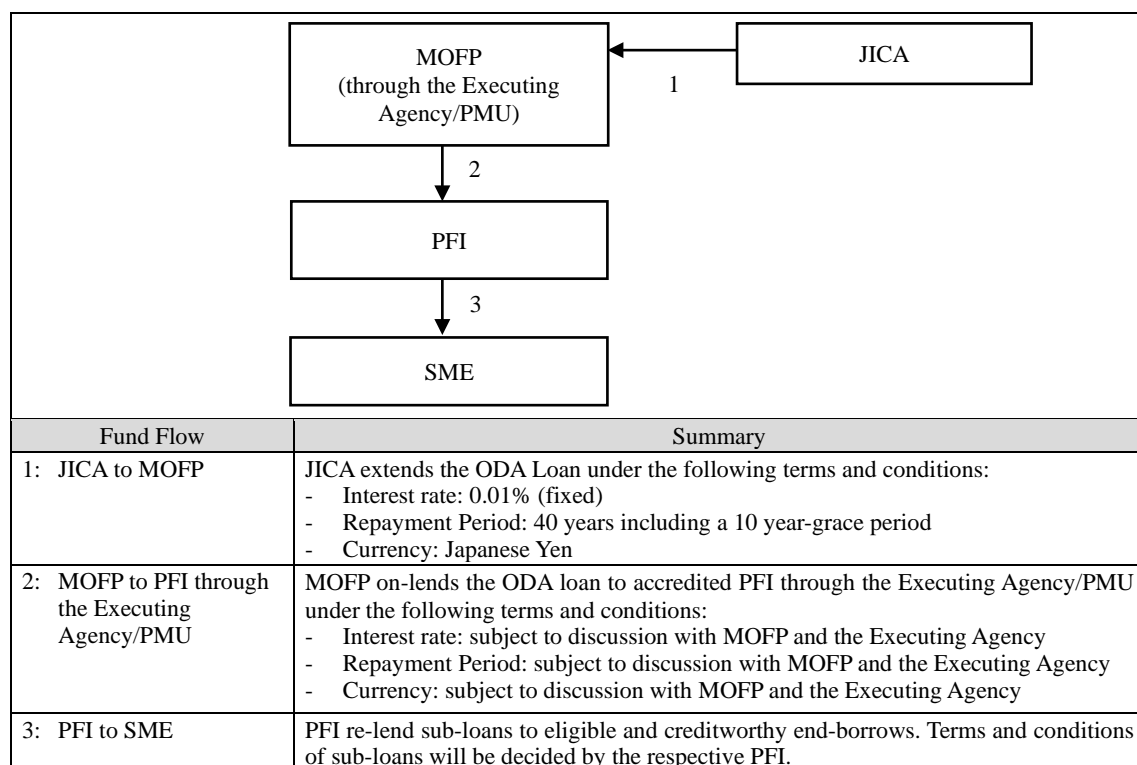 MOFP
(through the Executing
Agency/PMU)
JICA
1
2
PFI
3
SME
Fund Flow
Summary
1: JICA to MOFP
JICA extends the ODA Loan under the following terms and conditions:
- Interest rate: 0.01% (fixed)
- Repayment Period: 40 years including a 10 year-grace period
- Currency: Japanese Yen
2: MOFP to PFI through
the Executing
Agency/PMU
MOFP on-lends the ODA loan to accredited PFI through the Executing Agency/PMU
under the following terms and conditions:
- Interest rate: subject to discussion with MOFP and the Executing Agency
- Repayment Period: subject to discussion with MOFP and the Executing Agency
- Currency: subject to discussion with MOFP and the Executing Agency
3: PFI to SME
PFI re-lend sub-loans to eligible and creditworthy end-borrows. Terms and conditions
of sub-loans will be decided by the respective PFI.